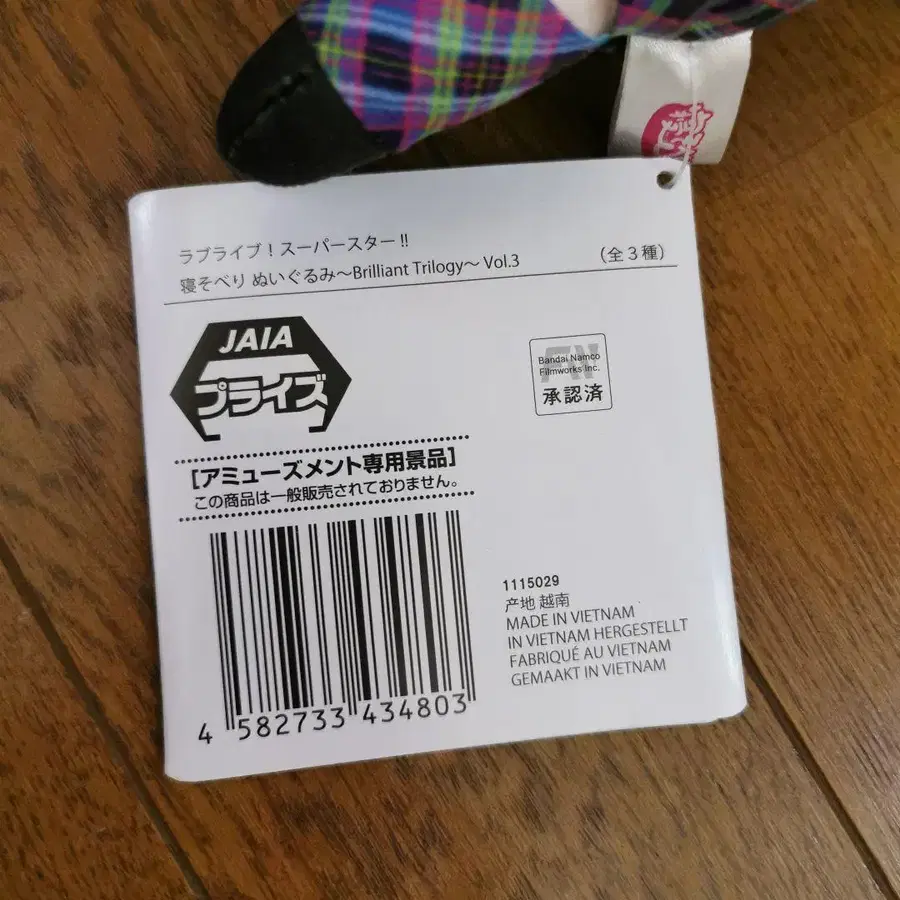 ラブライブ！スーパースター!!
寝そべり ぬいぐるみ～Brilliant Trilogy～ Vol.3 （全3種）
JAIA
プライズ
Bandai Namco
Filmworks Inc.
承認済
[アミューズメント専用景品]
この商品は一般販売されておりません。
4 582733 434803
1115029
产地 越南
MADE IN VIETNAM
IN VIETNAM HERGESTELLT
FABRIQUÉ AU VIETNAM
GEMAAKT IN VIETNAM